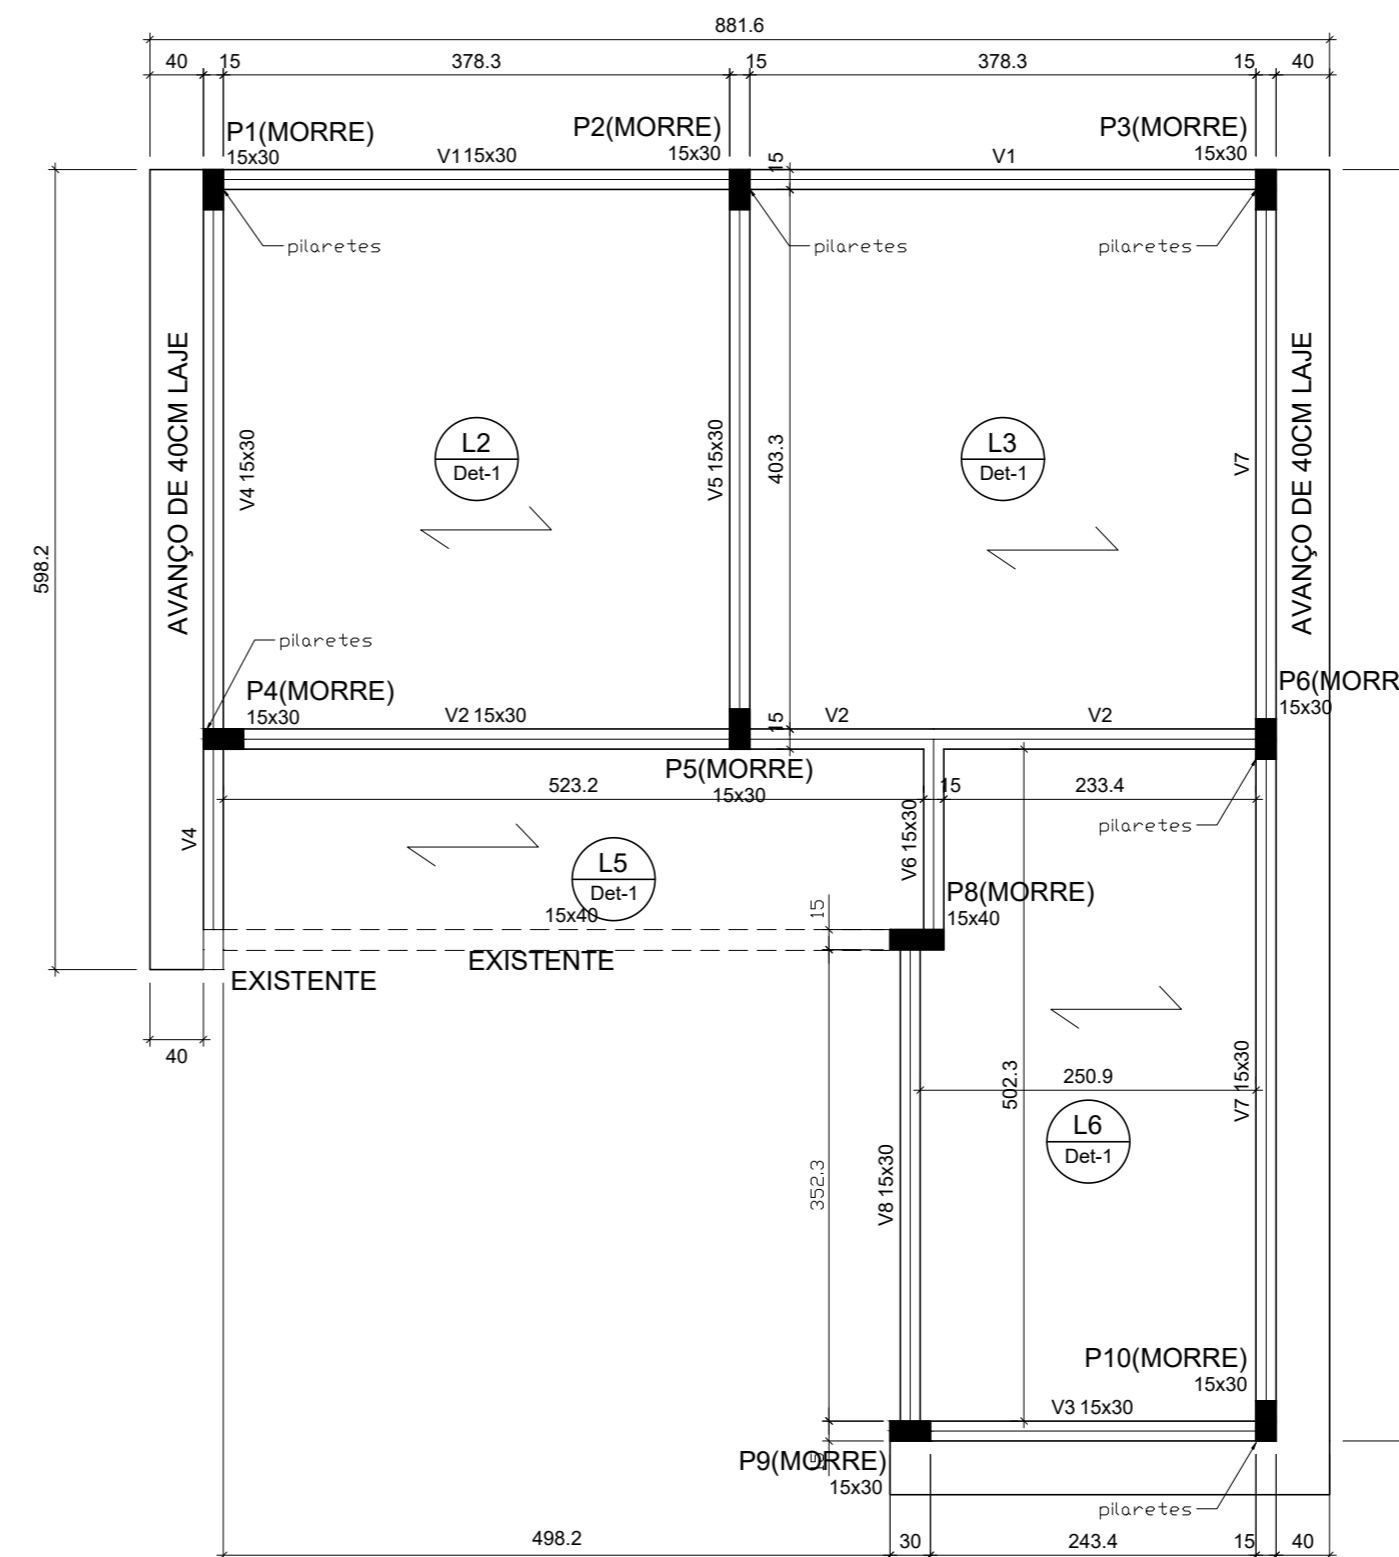 881.6
40 15 378.3 15 378.3 15 40
P1(MORRE) P2(MORRE) P3(MORRE)
15x30 V1 15x30 15x30 15 V1 15x30
pilaretes pilaretes pilaretes
AVANÇO DE 40CM LAJE
V4 15x30
L2
Det-1
V5 15x30
403.3
L3
Det-1
V7
AVANÇO DE 40CM LAJE
598.2
pilaretes
P4(MORRE)
15x30
V2 15x30
15
V2
V2
P6(MORR
15x30
P5(MORRE)
15x30
523.2
15
233.4
pilaretes
V4
L5
Det-1
V6 15x30
P8(MORRE)
15x40
15x40
15
EXISTENTE
EXISTENTE
40
502.3
250.9
V7 15x30
L6
Det-1
352.3
V8 15x30
P10(MORRE)
15x30
V3 15x30
P9(MORRE)
15x30
15
pilaretes
498.2 30 243.4 15 40